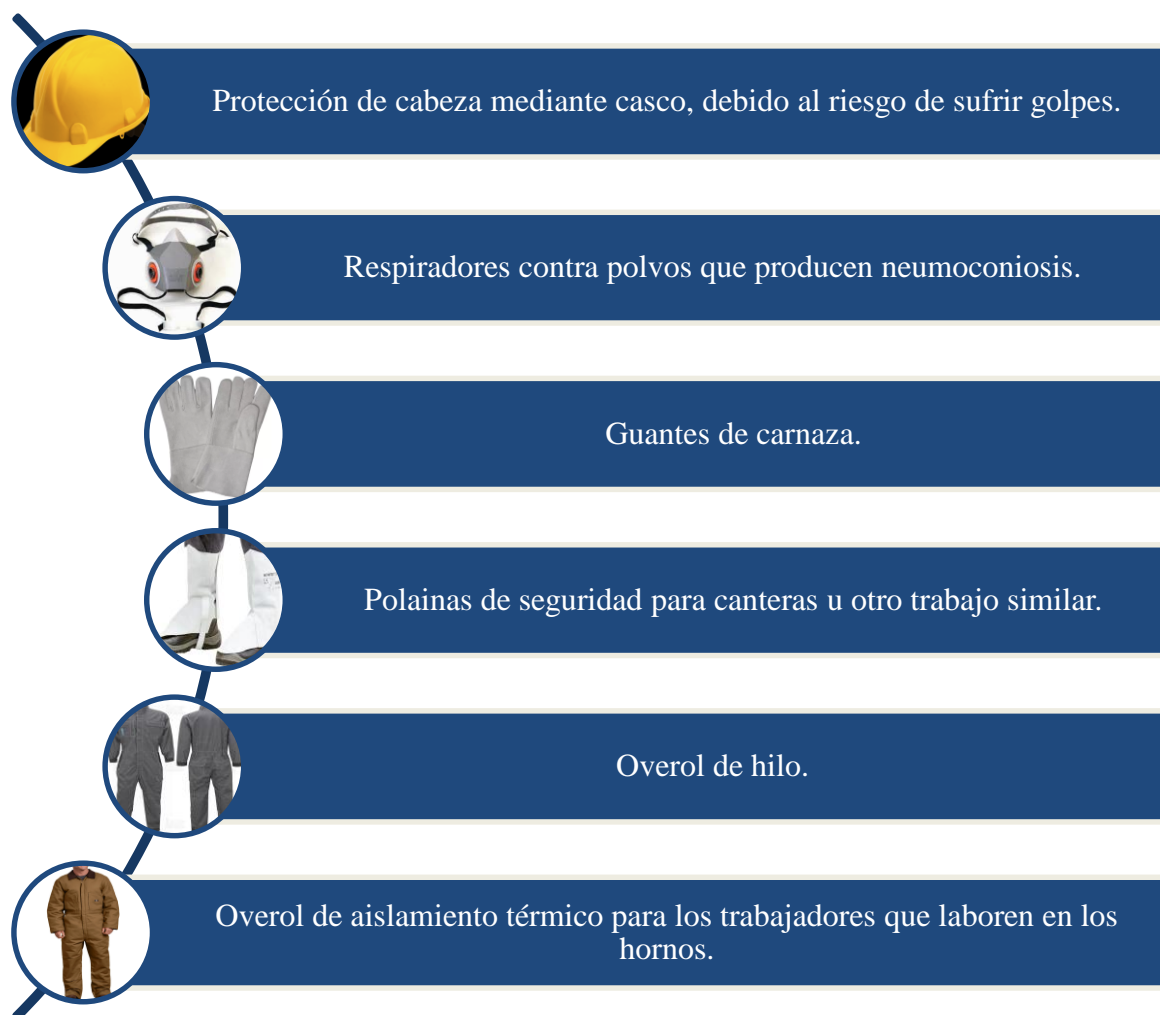 Protección de cabeza mediante casco, debido al riesgo de sufrir golpes.
Respiradores contra polvos que producen neumoconiosis.
Guantes de carnaza.
Polainas de seguridad para canteras u otro trabajo similar.
Overol de hilo.
Overol de aislamiento térmico para los trabajadores que laboren en los
hornos.